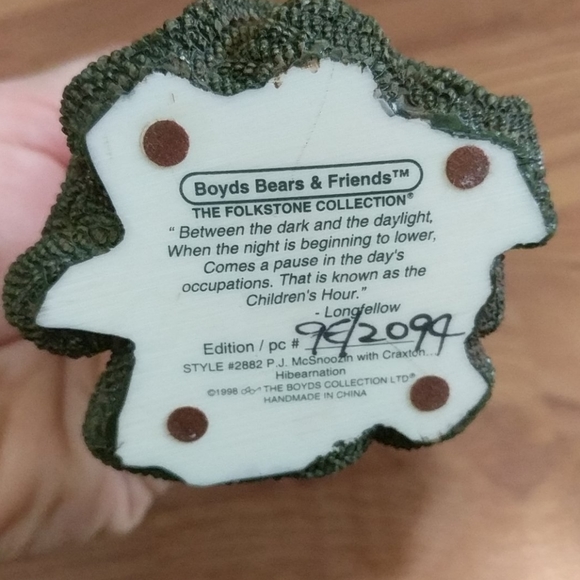 Boyds Bears & Friends™
THE FOLKSTONE COLLECTION®
“ Between the dark and the daylight,
When the night is beginning to lower,
Comes a pause in the day's
occupations. That is known as the
Children's Hour.”
- Longfellow
Edition / pc # 9E/2094
STYLE #2882 P.J. McSnoozin with Craxton...
Hibearnation
©1998 THE BOYDS COLLECTION LTD®
HANDMADE IN CHINA